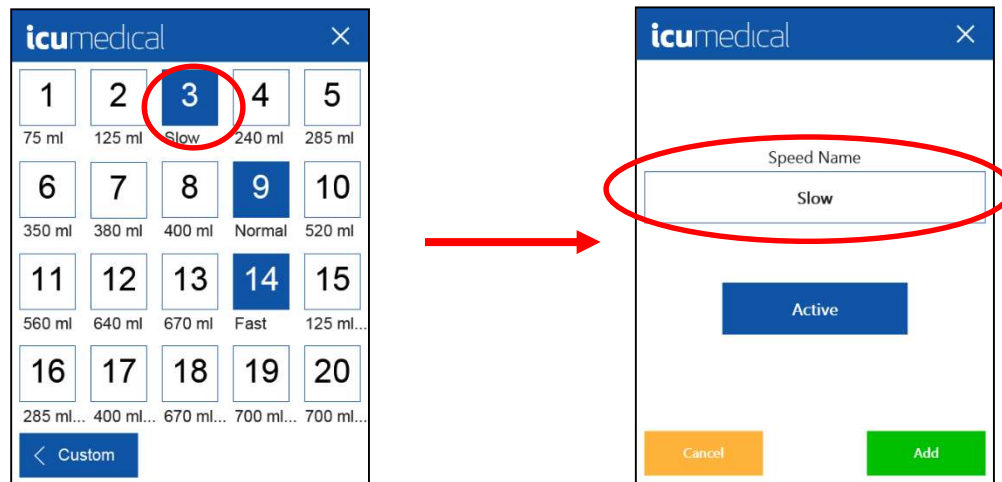 icumedical ×
1 2 3 4 5
75 ml 125 ml Slow 240 ml 285 ml
6 7 8 9 10
350 ml 380 ml 400 ml Normal 520 ml
11 12 13 14 15
560 ml 640 ml 670 ml Fast 125 ml...
16 17 18 19 20
285 ml... 400 ml... 670 ml... 700 ml... 700 ml...
< Custom
icumedical ×
Speed Name
Slow
Active
Cancel Add